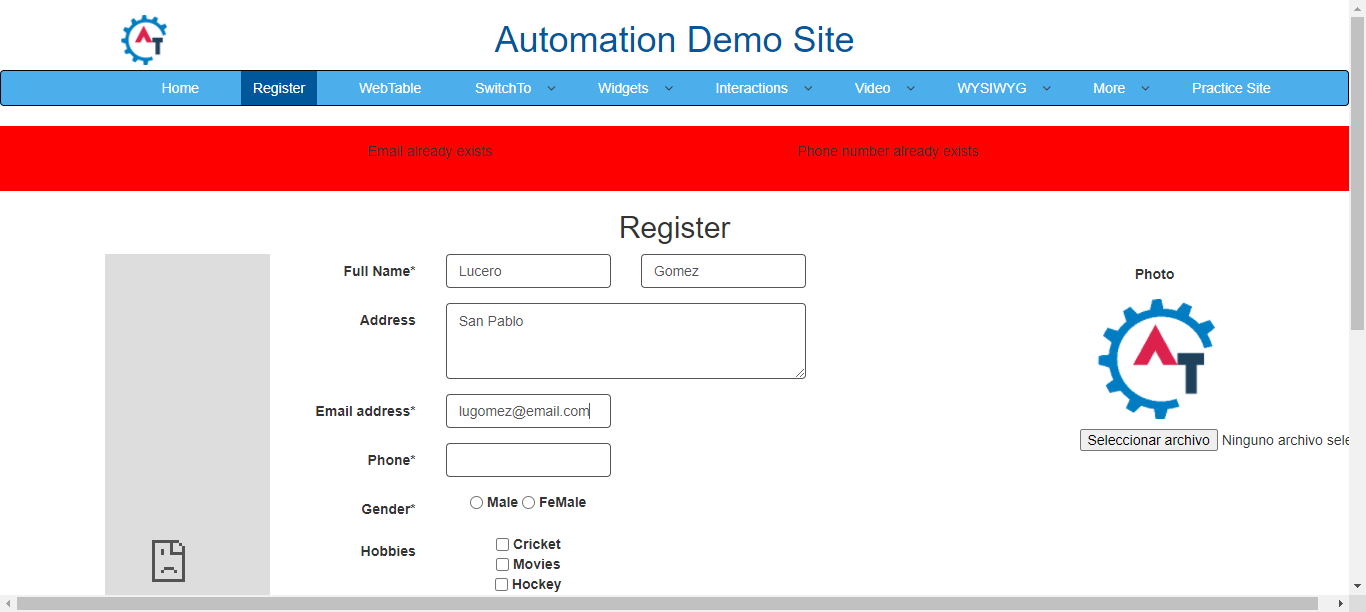 AT Automation Demo Site
Home Register WebTable SwitchTo Widgets Interactions Video WYSIWYG More Practice Site
Email already exists Phone number already exists
Register
Full Name* Lucero Gomez
Photo
Address San Pablo
AT
Email address* lugomez@email.com
Seleccionar archivo Ninguno archivo sele
Phone*
Gender* Male FeMale
Hobbies Cricket
Movies
Hockey